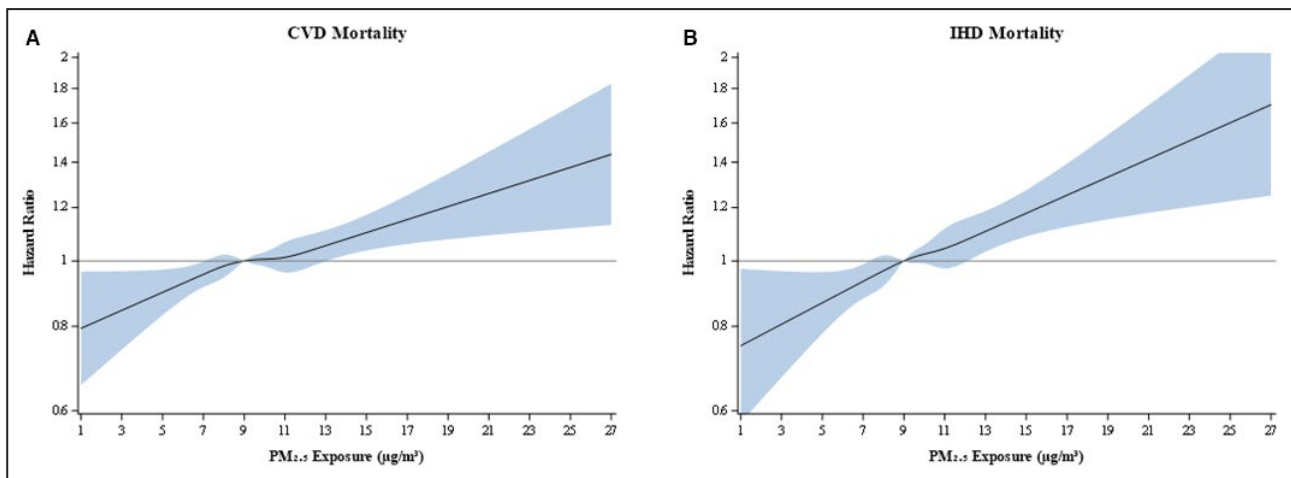 A
CVD Mortality
2
1.8
1.6
1.4
1.2
1
0.8
0.6
Hazard Ratio
1 3 5 7 9 11 13 15 17 19 21 23 25 27
PM₂.₅ Exposure (µg/m³)
B
IHD Mortality
2
1.8
1.6
1.4
1.2
1
0.8
0.6
Hazard Ratio
1 3 5 7 9 11 13 15 17 19 21 23 25 27
PM₂.₅ Exposure (µg/m³)